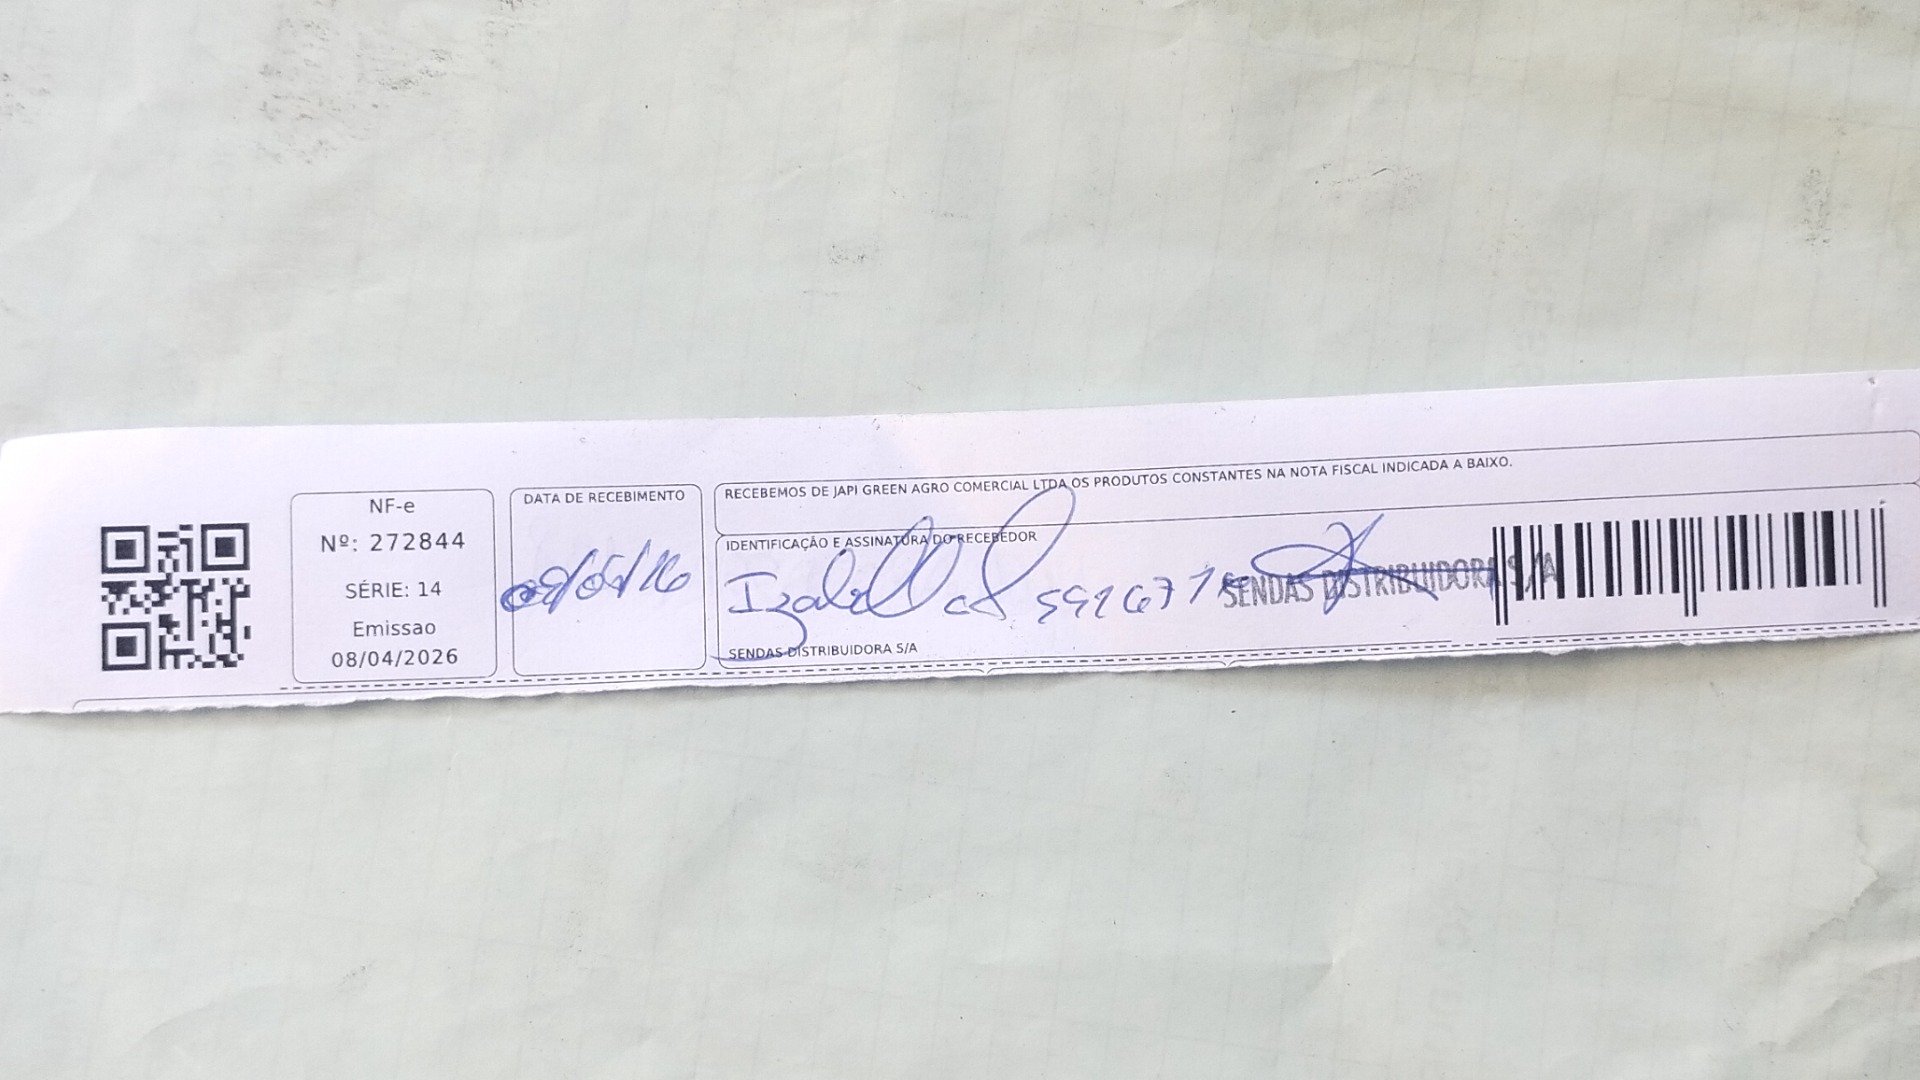 NF-e
Nº: 272844
SÉRIE: 14
Emissao
08/04/2026
DATA DE RECEBIMENTO
RECEBEMOS DE JAPI GREEN AGRO COMERCIAL LTDA OS PRODUTOS CONSTANTES NA NOTA FISCAL INDICADA A BAIXO.
IDENTIFICAÇÃO E ASSINATURA DO RECEBEDOR
SENDAS DISTRIBUIDORA S/A
SENDAS DISTRIBUIDORA S/A